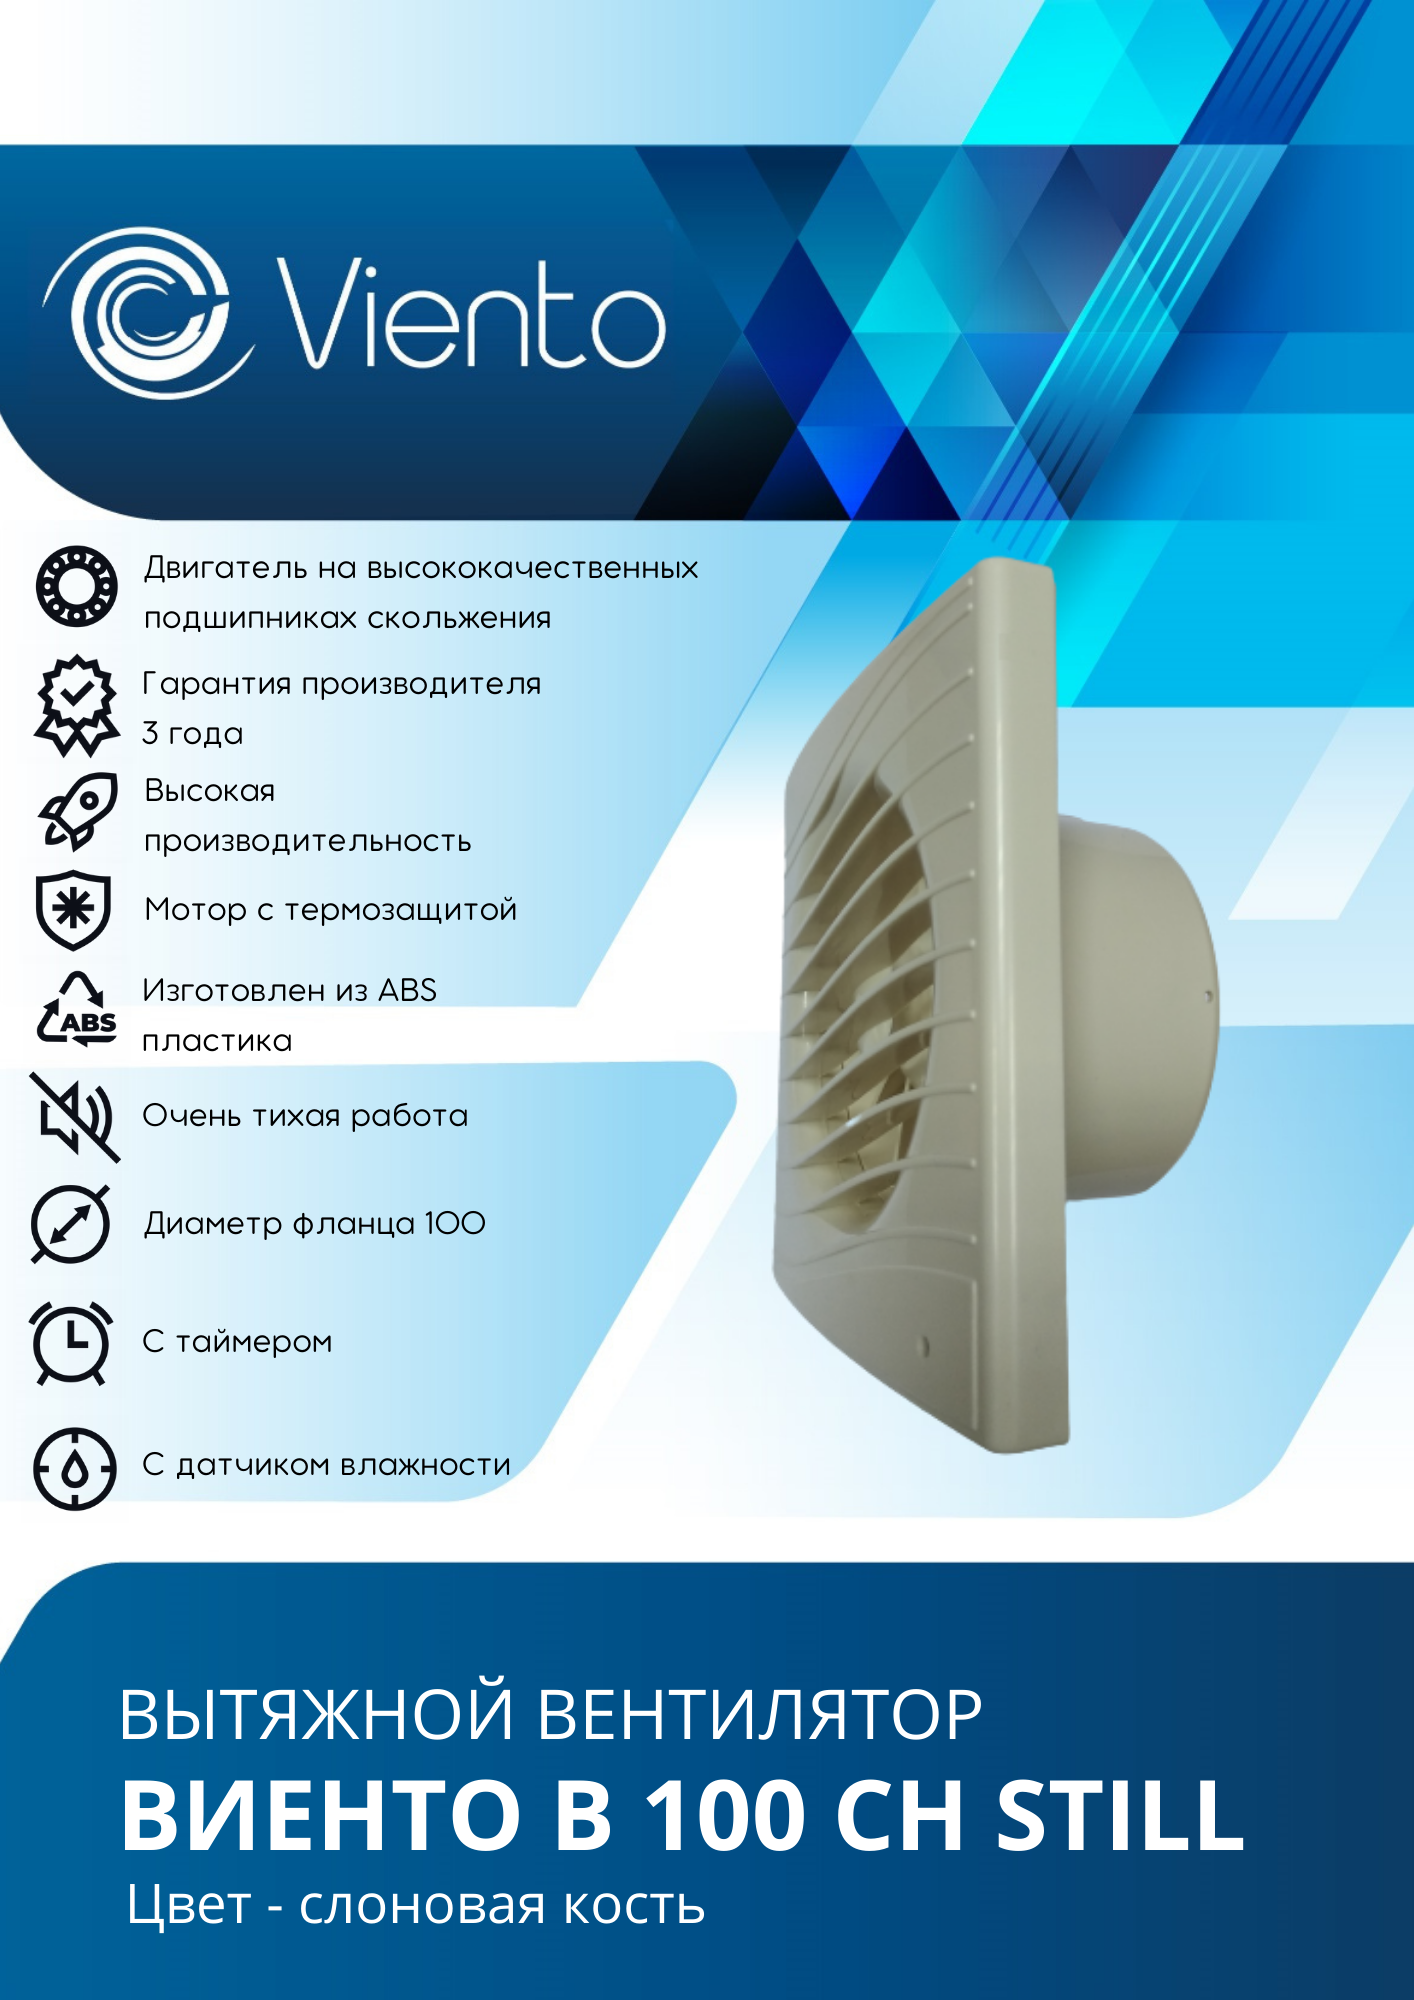 Viento
Двигатель на высококачественных
подшипниках скольжения
Гарантия производителя
3 года
Высокая
производительность
Мотор с термозащитой
Изготовлен из ABS
пластика
ABS
Очень тихая работа
Диаметр фланца 100
С таймером
С датчиком влажности
ВЫТЯЖНОЙ ВЕНТИЛЯТОР
ВИЕНТО В 100 СН STILL
Цвет - слоновая кость